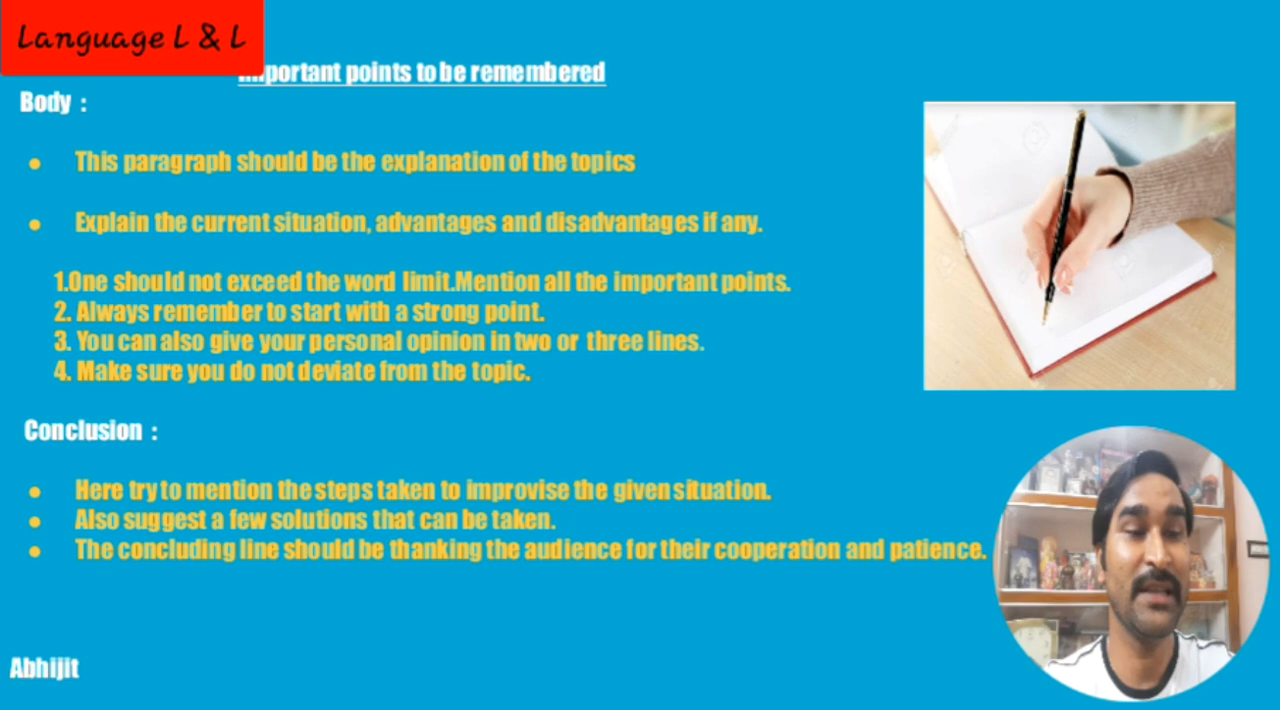 Language L & L
Important points to be remembered
Body :
This paragraph should be the explanation of the topics
Explain the current situation, advantages and disadvantages if any.
1.One should not exceed the word limit.Mention all the important points.
2. Always remember to start with a strong point.
3. You can also give your personal opinion in two or three lines.
4. Make sure you do not deviate from the topic.
Conclusion :
Here try to mention the steps taken to improvise the given situation.
Also suggest a few solutions that can be taken.
The concluding line should be thanking the audience for their cooperation and patience.
Abhijit